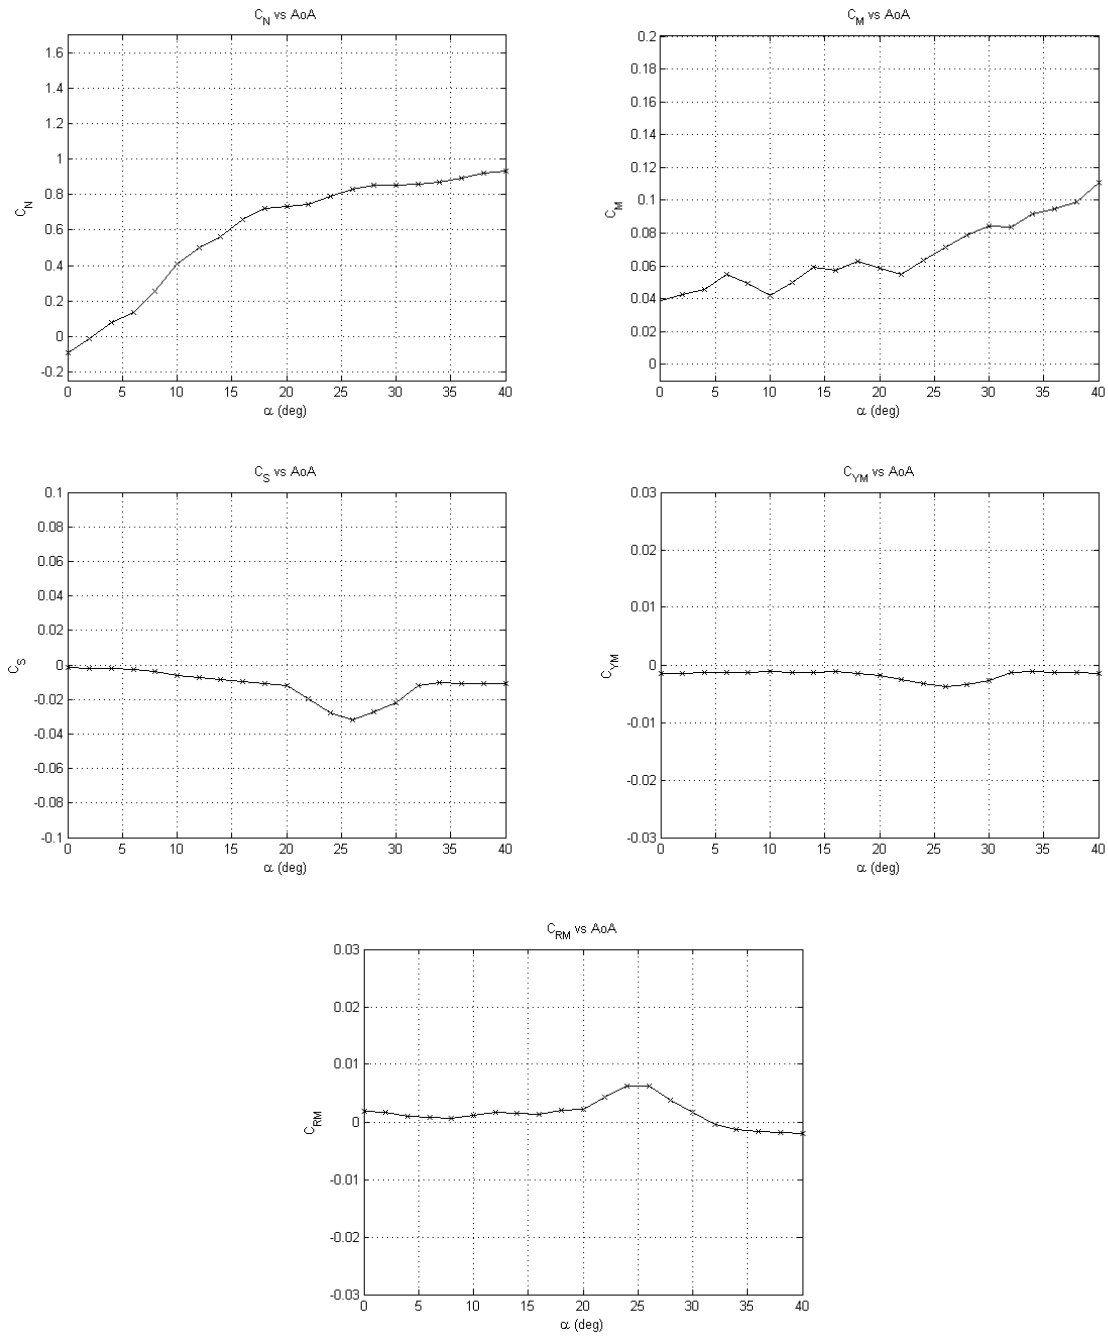 C_N vs AoA
1.6
1.4
1.2
1
0.8
0.6
0.4
0.2
0
-0.2
C_N
0 5 10 15 20 25 30 35 40
α (deg)
C_M vs AoA
0.2
0.18
0.16
0.14
0.12
0.1
0.08
0.06
0.04
0.02
0
C_M
0 5 10 15 20 25 30 35 40
α (deg)
C_S vs AoA
0.1
0.08
0.06
0.04
0.02
0
-0.02
-0.04
-0.06
-0.08
-0.1
C_S
0 5 10 15 20 25 30 35 40
α (deg)
C_YM vs AoA
0.03
0.02
0.01
0
-0.01
-0.02
-0.03
C_YM
0 5 10 15 20 25 30 35 40
α (deg)
C_RM vs AoA
0.03
0.02
0.01
0
-0.01
-0.02
-0.03
C_RM
0 5 10 15 20 25 30 35 40
α (deg)